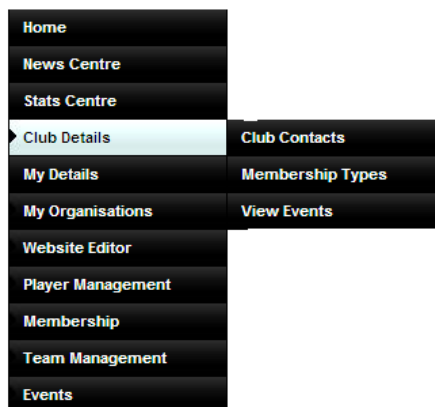 Home
News Centre
Stats Centre
Club Details
Club Contacts
My Details
Membership Types
My Organisations
View Events
Website Editor
Player Management
Membership
Team Management
Events